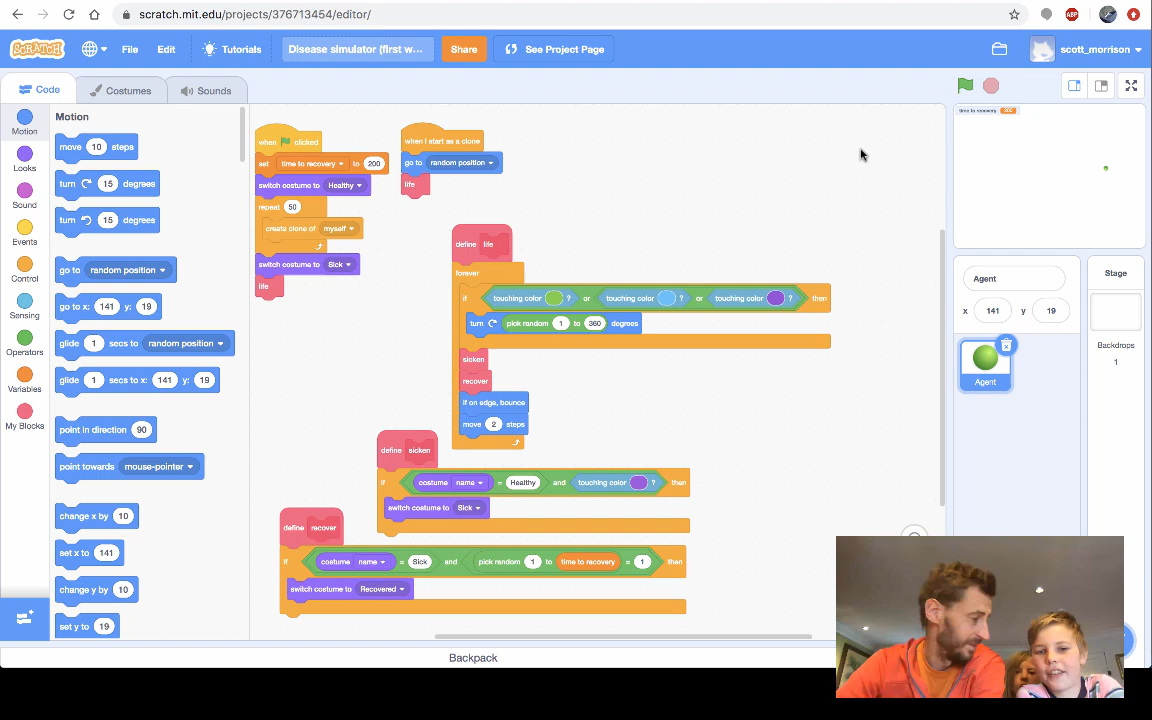 scratch.mit.edu/projects/376713454/editor/
ABP
SCRATCH
File
Edit
Tutorials
Disease simulator (first w...
Share
See Project Page
scott_morrison
Code
Costumes
Sounds
Motion
Motion
Looks
Sound
Events
Control
Sensing
Operators
Variables
My Blocks
move 10 steps
turn 15 degrees
turn 15 degrees
go to random position
go to x: 141 y: 19
glide 1 secs to random position
glide 1 secs to x: 141 y: 19
point in direction 90
point towards mouse-pointer
change x by 10
set x to 141
change y by 10
set y to 19
when clicked
set time to recovery to 200
switch costume to Healthy
repeat 50
create clone of myself
switch costume to Sick
life
when I start as a clone
go to random position
life
define life
forever
if touching color ? or touching color ? or touching color ? then
turn pick random 1 to 360 degrees
sicken
recover
if on edge, bounce
move 2 steps
define sicken
if costume name = Healthy and touching color ? then
switch costume to Sick
define recover
if costume name = Sick and pick random 1 to time to recovery = 1 then
switch costume to Recovered
time to recovery 200
Agent
x 141 y 19
Agent
Stage
Backdrops
1
Backpack